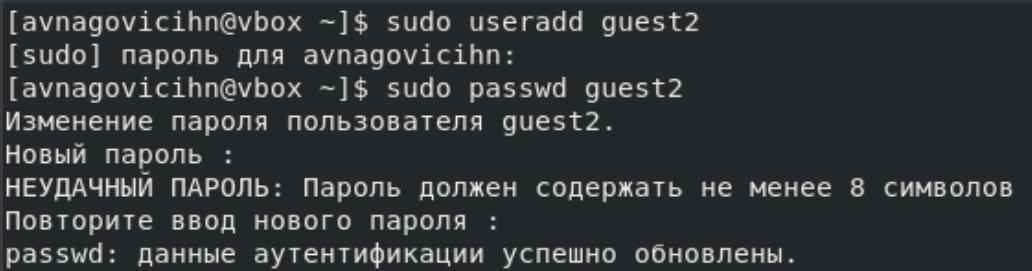 [avnagovicihn@vbox ~]$ sudo useradd guest2
[sudo] пароль для avnagovicihn:
[avnagovicihn@vbox ~]$ sudo passwd guest2
Изменение пароля пользователя guest2.
Новый пароль :
НЕУДАЧНЫЙ ПАРОЛЬ: Пароль должен содержать не менее 8 символов
Повторите ввод нового пароля :
passwd: данные аутентификации успешно обновлены.